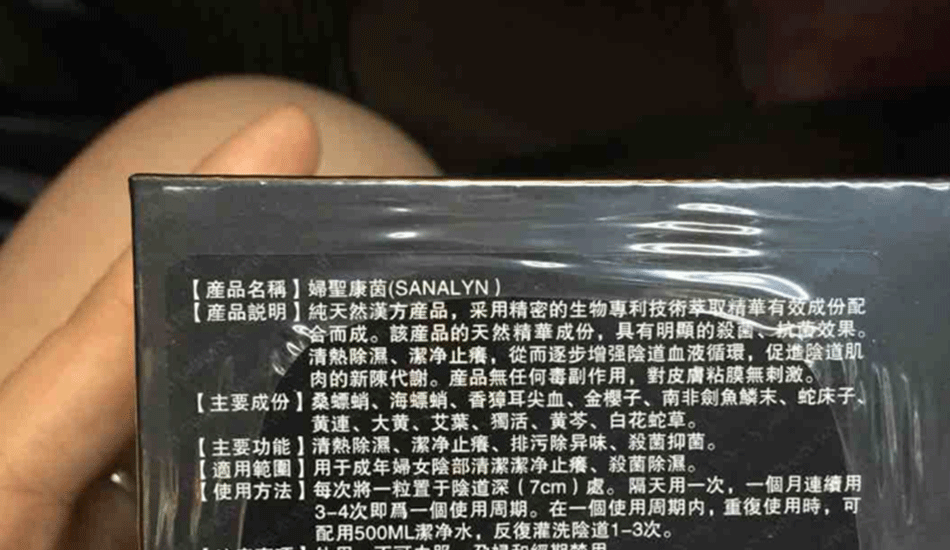 【產品名稱】婦聖康茵(SANALYN)
【產品説明】純天然漢方産品，采用精密的生物專利技術萃取精華有效成份配
合而成。該産品的天然精華成份，具有明顯的殺菌、抗菌效果。
清熱除濕、潔净止癢，從而逐步增强陰道血液循環，促進陰道肌
肉的新陳代謝。産品無任何毒副作用，對皮膚粘膜無刺激。
【主要成份】桑螵蛸、海螵蛸、香獐耳尖血、金櫻子、南非劍魚鱗末、蛇床子、
黄連、大黄、艾葉、獨活、黄芩、白花蛇草。
【主要功能】清熱除濕、潔净止癢、排污除异味、殺菌抑菌。
【適用範圍】用于成年婦女陰部清潔潔净止癢、殺菌除濕。
【使用方法】每次將一粒置于陰道深（7cm）處。隔天用一次，一個月連續用
3-4次即爲一個使用周期。在一個使用周期内，重復使用時，可
配用500ML潔净水，反復灌洗陰道1-3次。